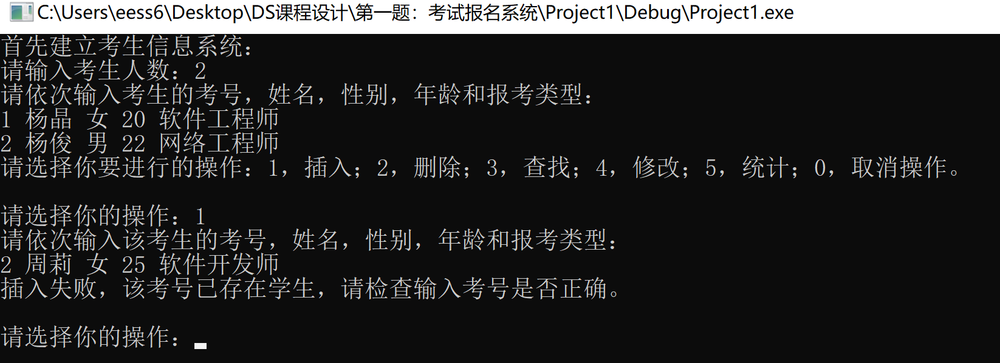 C:\Users\eess6\Desktop\DS课程设计\第一题：考试报名系统\Project1\Debug\Project1.exe
首先建立考生信息系统：
请输入考生人数：2
请依次输入考生的考号，姓名，性别，年龄和报考类型：
1 杨晶 女 20 软件工程师
2 杨俊 男 22 网络工程师
请选择你要进行的操作：1，插入；2，删除；3，查找；4，修改；5，统计；0，取消操作。
请选择你的操作：1
请依次输入该考生的考号，姓名，性别，年龄和报考类型：
2 周莉 女 25 软件开发师
插入失败，该考号已存在学生，请检查输入考号是否正确。
请选择你的操作：